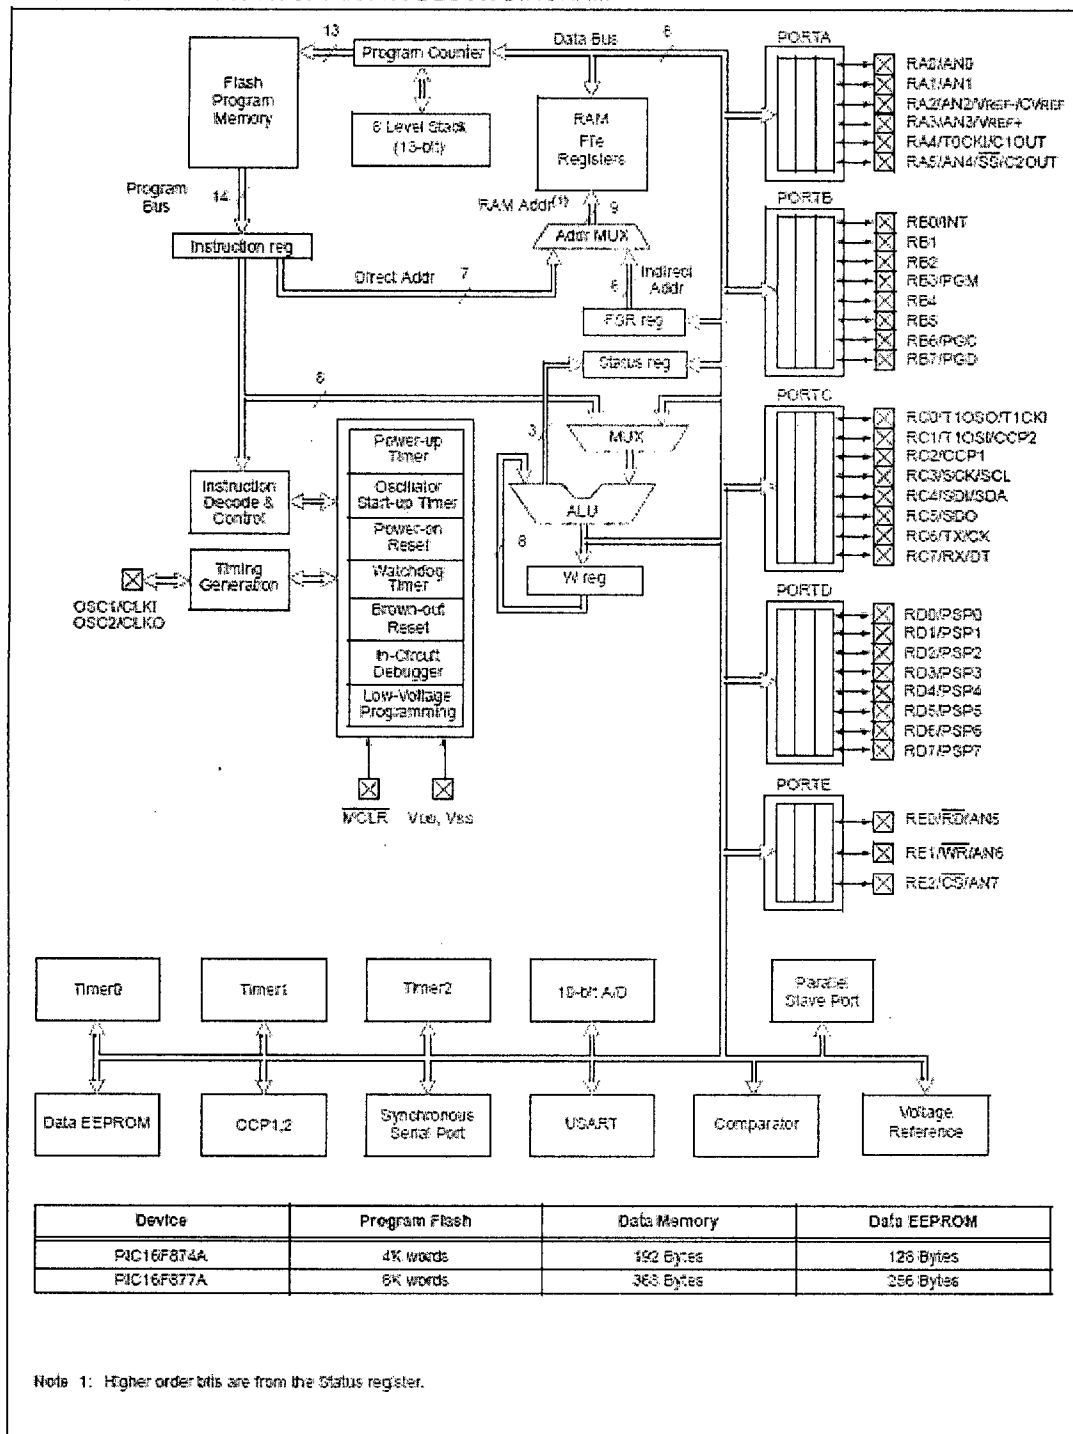 13
Program Counter
Data Bus
8
PORTA
Flash
Program
Memory
8 Level Stack
(13-bit)
RAM
File
Registers
RA0/AN0
RA1/AN1
RA2/AN2/VREF-/CVREF
RA3/AN3/VREF+
RA4/T0CKI/C1OUT
RA5/AN4/SS/C2OUT
Program
Bus
14
RAM Addr(1)
9
PORTB
Instruction reg
Addr MUX
Direct Addr
7
Indirect
Addr
8
FSR reg
RB0/INT
RB1
RB2
RB3/PGM
RB4
RB5
RB6/PGC
RB7/PGD
Status reg
8
3
MUX
PORTC
RC0/T1OSO/T1CKI
RC1/T1OSI/CCP2
RC2/CCP1
RC3/SCK/SCL
RC4/SDI/SDA
RC5/SDO
RC6/TX/CK
RC7/RX/DT
Power-up
Timer
Instruction
Decode &
Control
Oscillator
Start-up Timer
ALU
Power-on
Reset
8
Timing
Generation
Watchdog
Timer
W reg
OSC1/CLKI
OSC2/CLKO
Brown-out
Reset
In-Circuit
Debugger
Low-Voltage
Programming
PORTD
RD0/PSP0
RD1/PSP1
RD2/PSP2
RD3/PSP3
RD4/PSP4
RD5/PSP5
RD6/PSP6
RD7/PSP7
MCLR
VDD, VSS
PORTE
RE0/RD/AN5
RE1/WR/AN6
RE2/CS/AN7
Timer0
Timer1
Timer2
10-bit A/D
Parallel
Slave Port
Data EEPROM
CCP1,2
Synchronous
Serial Port
USART
Comparator
Voltage
Reference
Device Program Flash Data Memory Data EEPROM
PIC16F874A 4K words 192 Bytes 128 Bytes
PIC16F877A 8K words 368 Bytes 256 Bytes
Note 1: Higher order bits are from the Status register.